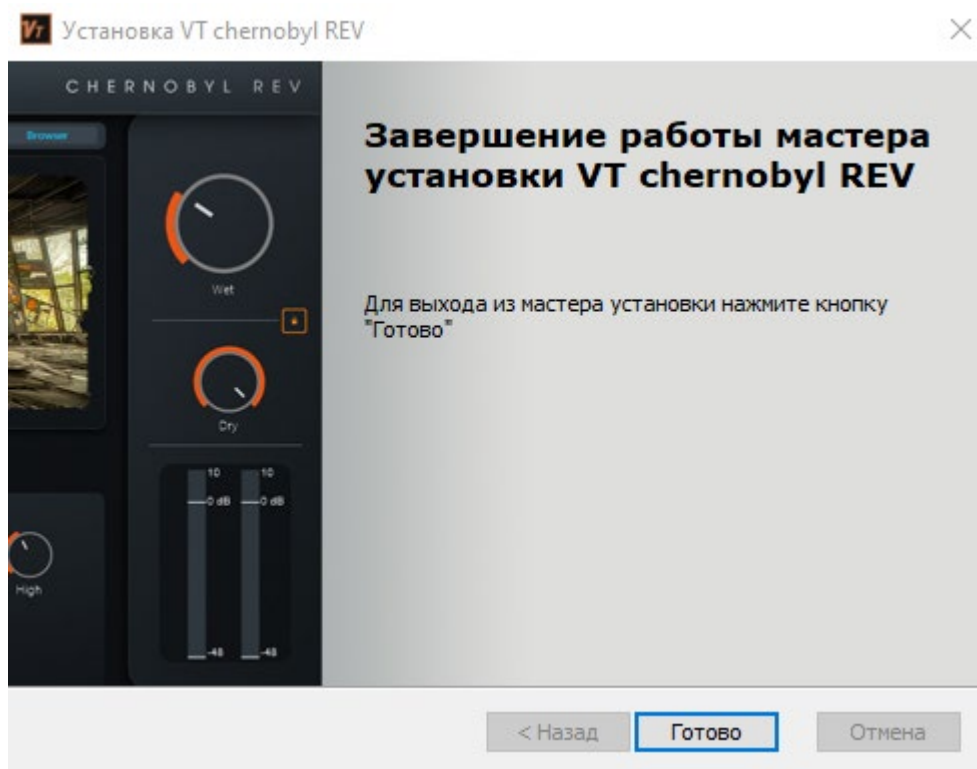 VT
Установка VT chernobyl REV
CHERNOBYL REV
Browser
Wet
Dry
10 10
0 dB 0 dB
-48 -48
High
Завершение работы мастера
установки VT chernobyl REV
Для выхода из мастера установки нажмите кнопку
"Готово"
< Назад
Готово
Отмена